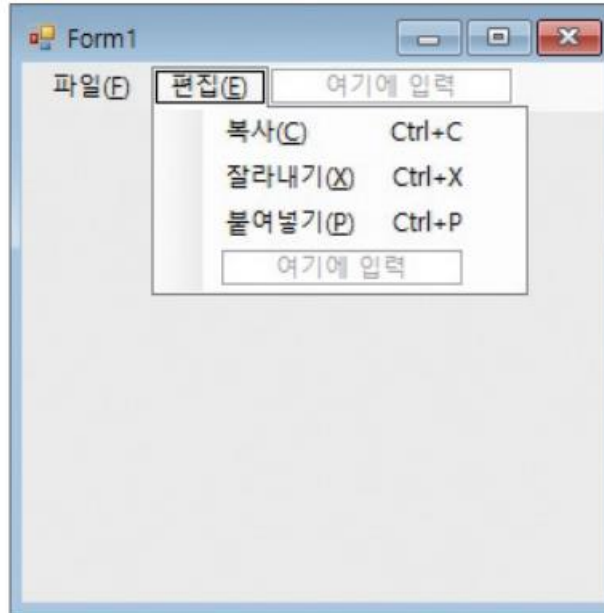 Form1
파일(F) 편집(E) 여기에 입력
복사(C) Ctrl+C
잘라내기(X) Ctrl+X
붙여넣기(P) Ctrl+P
여기에 입력